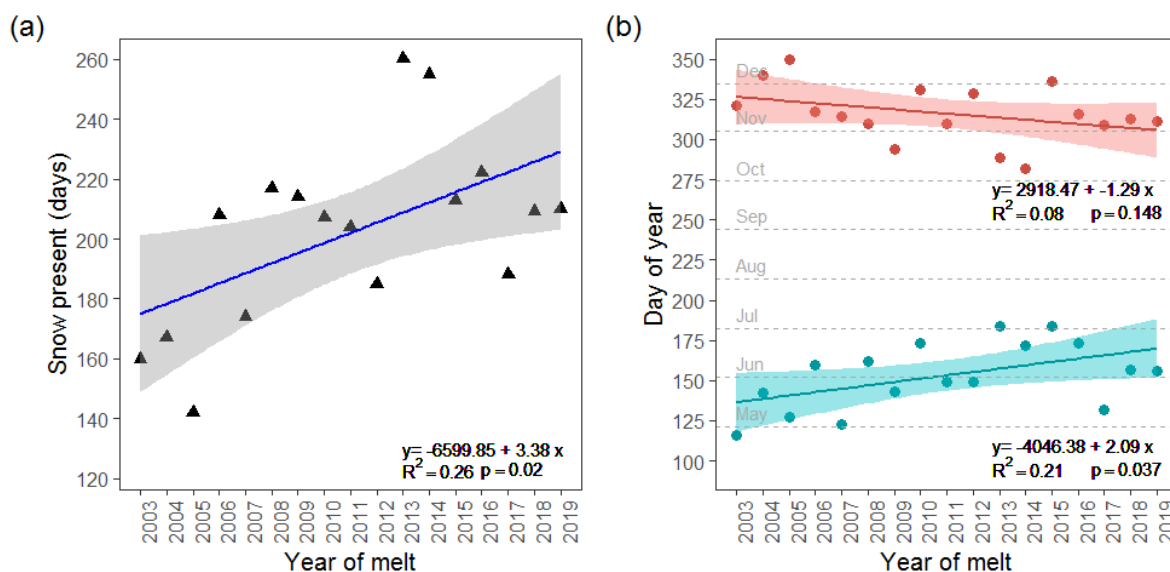 (a)
260
240
220
200
180
160
140
120
Snow present (days)
y= -6599.85 + 3.38 x
R² = 0.26 p = 0.02
2003 2004 2005 2006 2007 2008 2009 2010 2011 2012 2013 2014 2015 2016 2017 2018 2019
Year of melt
(b)
350
325
300
275
250
225
200
175
150
125
100
Day of year
Dec
Nov
Oct
Sep
Aug
Jul
Jun
May
y= 2918.47 + -1.29 x
R² = 0.08 p = 0.148
y= -4046.38 + 2.09 x
R² = 0.21 p = 0.037
2003 2004 2005 2006 2007 2008 2009 2010 2011 2012 2013 2014 2015 2016 2017 2018 2019
Year of melt